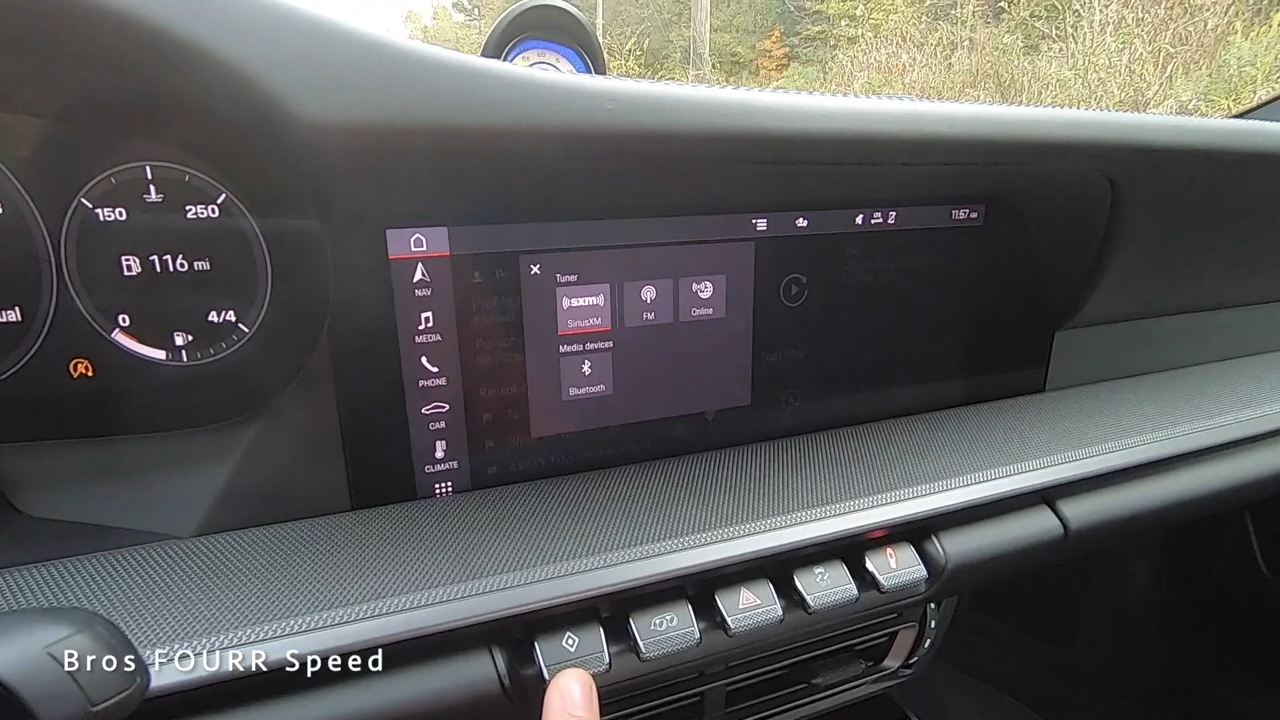 150
250
116 mi
0
4/4
ual
11:57 AM
NAV
MEDIA
PHONE
CAR
CLIMATE
Tuner
((sxm))
SiriusXM
FM
Online
Media devices
Bluetooth
OFF
Bros FOURR Speed